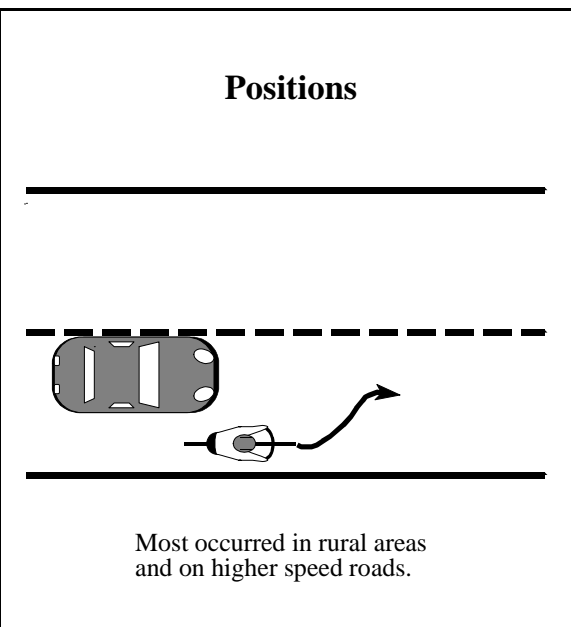 Positions
Most occurred in rural areas
and on higher speed roads.